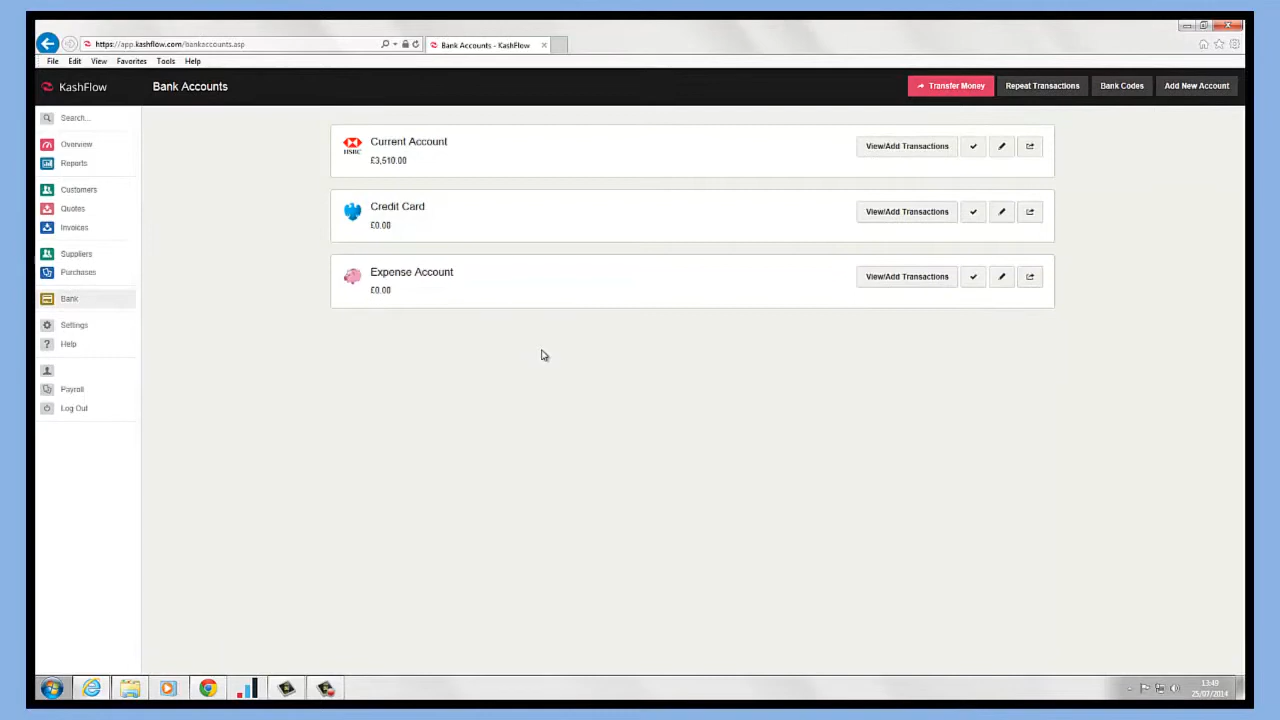 https://app.kashflow.com/bankaccounts.asp
Bank Accounts - KashFlow
File Edit View Favorites Tools Help
KashFlow
Bank Accounts
Transfer Money
Repeat Transactions
Bank Codes
Add New Account
Search...
Overview
Reports
Customers
Quotes
Invoices
Suppliers
Purchases
Bank
Settings
Help
Payroll
Log Out
HSBC
Current Account
£3,510.00
View/Add Transactions
Credit Card
£0.00
View/Add Transactions
Expense Account
£0.00
View/Add Transactions
13:49
25/07/2014